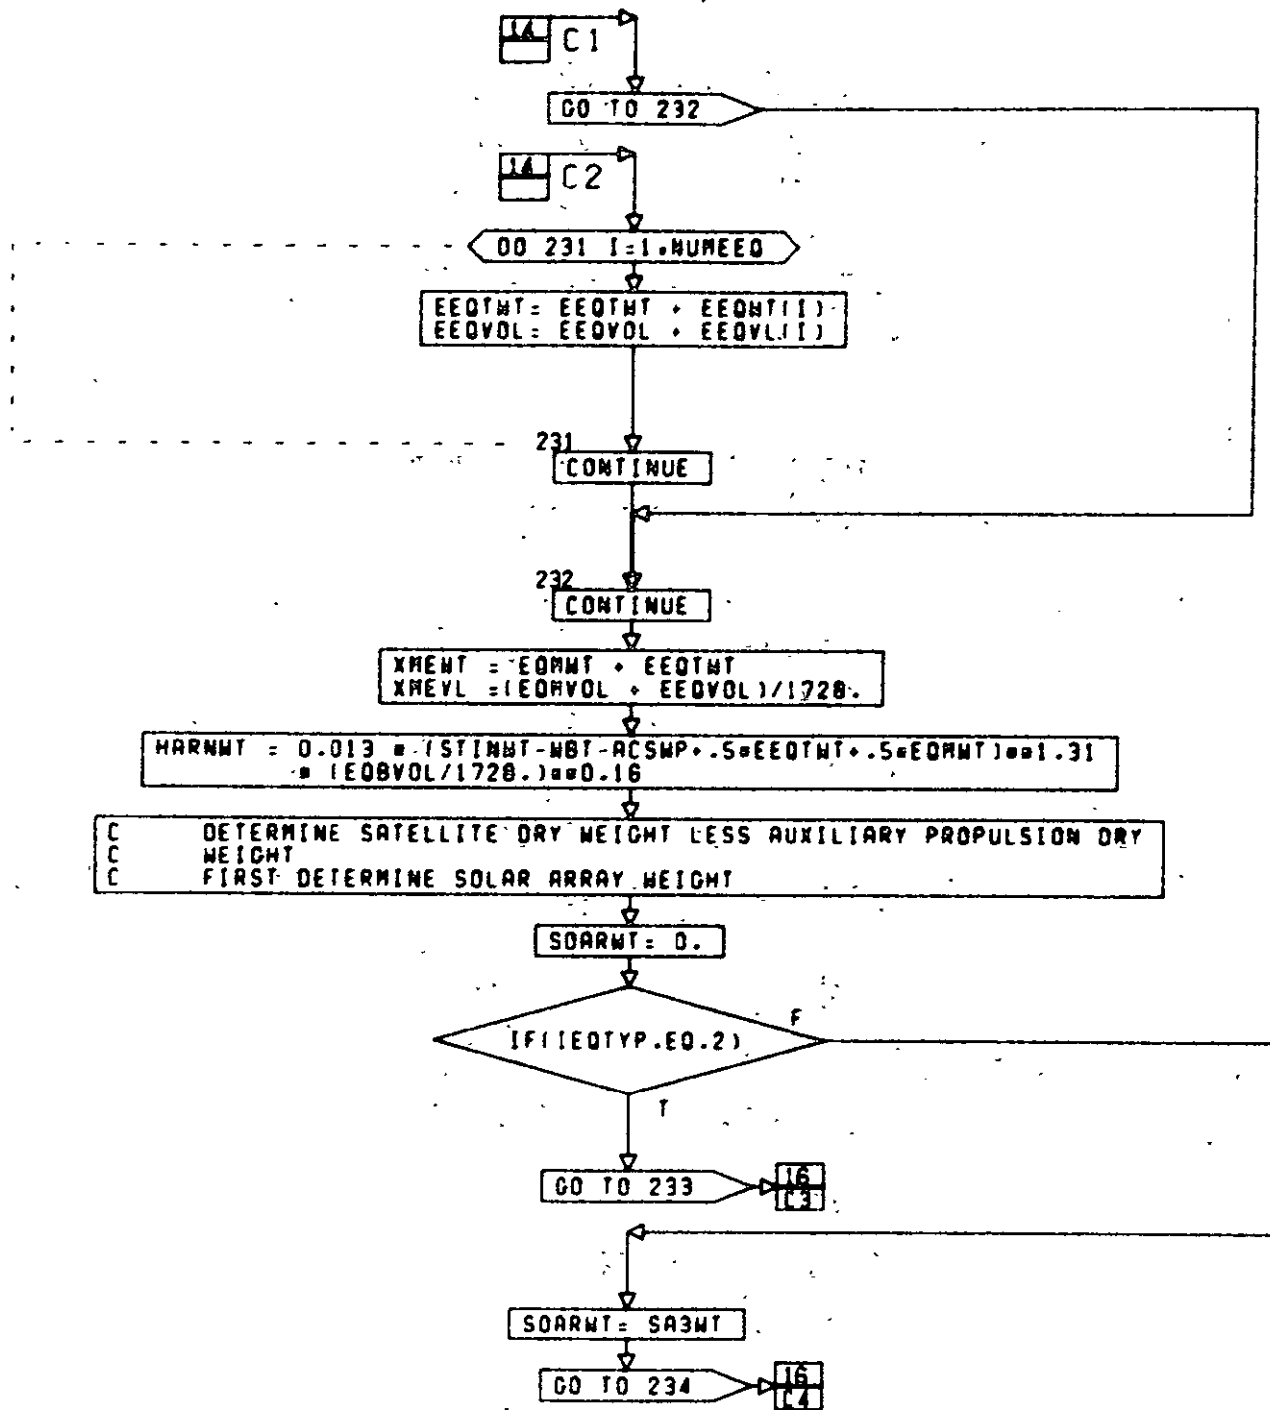 14
C1
GO TO 232
14
C2
DO 231 I=1,NUMEEQ
EEQTWT= EEQTWT + EEQWT(I)
EEQVOL= EEQVOL + EEQVL(I)
231
CONTINUE
232
CONTINUE
XMEWT = EQMWT + EEQTWT
XMEVL =(EQMVOL + EEQVOL)/1728.
HARNWT = 0.013 * (STINWT-WBT-ACSWP+.5*EEQTWT+.5*EQMWT)**1.31
* (EQBVOL/1728.)**0.16
C DETERMINE SATELLITE DRY WEIGHT LESS AUXILIARY PROPULSION DRY
C WEIGHT
C FIRST DETERMINE SOLAR ARRAY WEIGHT
SOARWT= 0.
IF(IEQTYP.EQ.2)
F
T
GO TO 233
16
C3
SOARWT= SA3WT
GO TO 234
16
C4